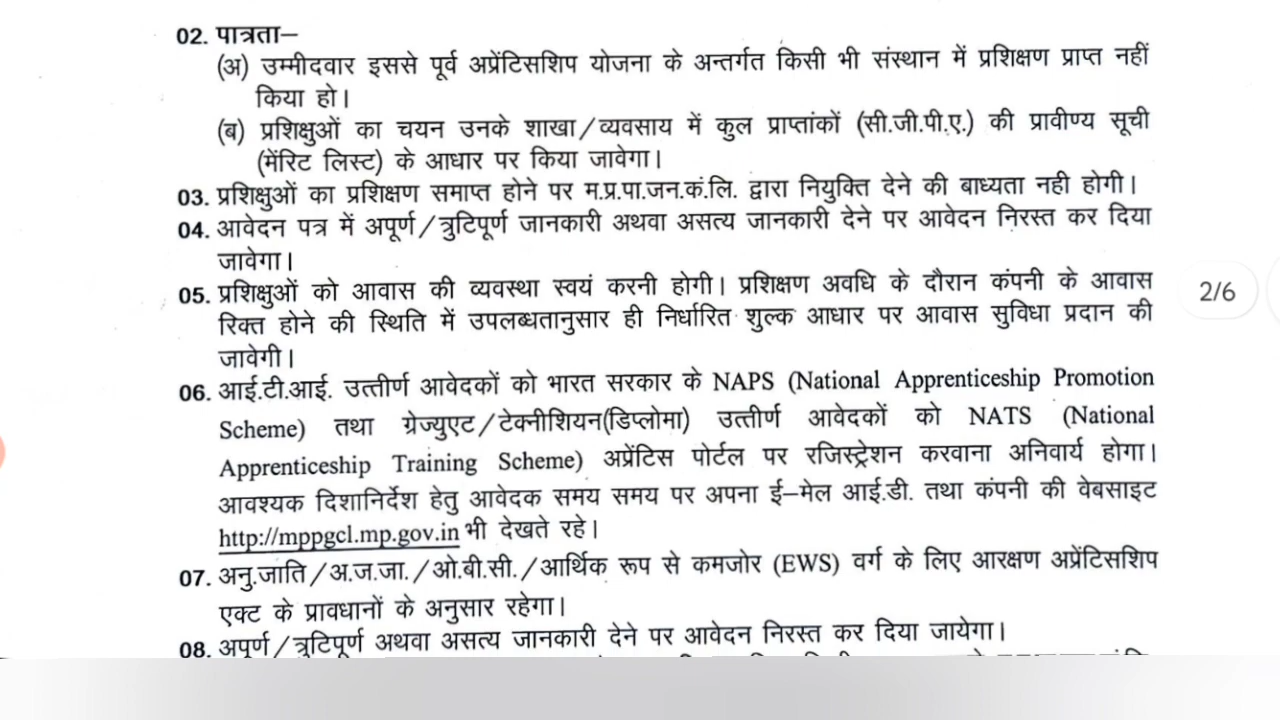 02. पात्रता–
(अ) उम्मीदवार इससे पूर्व अप्रेंटिसशिप योजना के अन्तर्गत किसी भी संस्थान में प्रशिक्षण प्राप्त नहीं
किया हो।
(ब) प्रशिक्षुओं का चयन उनके शाखा/व्यवसाय में कुल प्राप्तांकों (सी.जी.पी.ए.) की प्रावीण्य सूची
(मेंरिट लिस्ट) के आधार पर किया जावेगा।
03. प्रशिक्षुओं का प्रशिक्षण समाप्त होने पर म.प्र.पा.जन.कं.लि. द्वारा नियुक्ति देने की बाध्यता नही होगी।
04. आवेदन पत्र में अपूर्ण/त्रुटिपूर्ण जानकारी अथवा असत्य जानकारी देने पर आवेदन निरस्त कर दिया
जावेगा।
05. प्रशिक्षुओं को आवास की व्यवस्था स्वयं करनी होगी। प्रशिक्षण अवधि के दौरान कंपनी के आवास
रिक्त होने की स्थिति में उपलब्धतानुसार ही निर्धारित शुल्क आधार पर आवास सुविधा प्रदान की
जावेगी।
2/6
06. आई.टी.आई. उत्तीर्ण आवेदकों को भारत सरकार के NAPS (National Apprenticeship Promotion
Scheme) तथा ग्रेज्युएट/टेक्नीशियन(डिप्लोमा) उत्तीर्ण आवेदकों को NATS (National
Apprenticeship Training Scheme) अप्रेंटिस पोर्टल पर रजिस्ट्रेशन करवाना अनिवार्य होगा।
आवश्यक दिशानिर्देश हेतु आवेदक समय समय पर अपना ई–मेल आई.डी. तथा कंपनी की वेबसाइट
http://mppgcl.mp.gov.in भी देखते रहे।
07. अनु.जाति/अ.ज.जा./ओ.बी.सी./आर्थिक रूप से कमजोर (EWS) वर्ग के लिए आरक्षण अप्रेंटिसशिप
एक्ट के प्रावधानों के अनुसार रहेगा।
08. अपूर्ण/त्रुटिपूर्ण अथवा असत्य जानकारी देने पर आवेदन निरस्त कर दिया जायेगा।